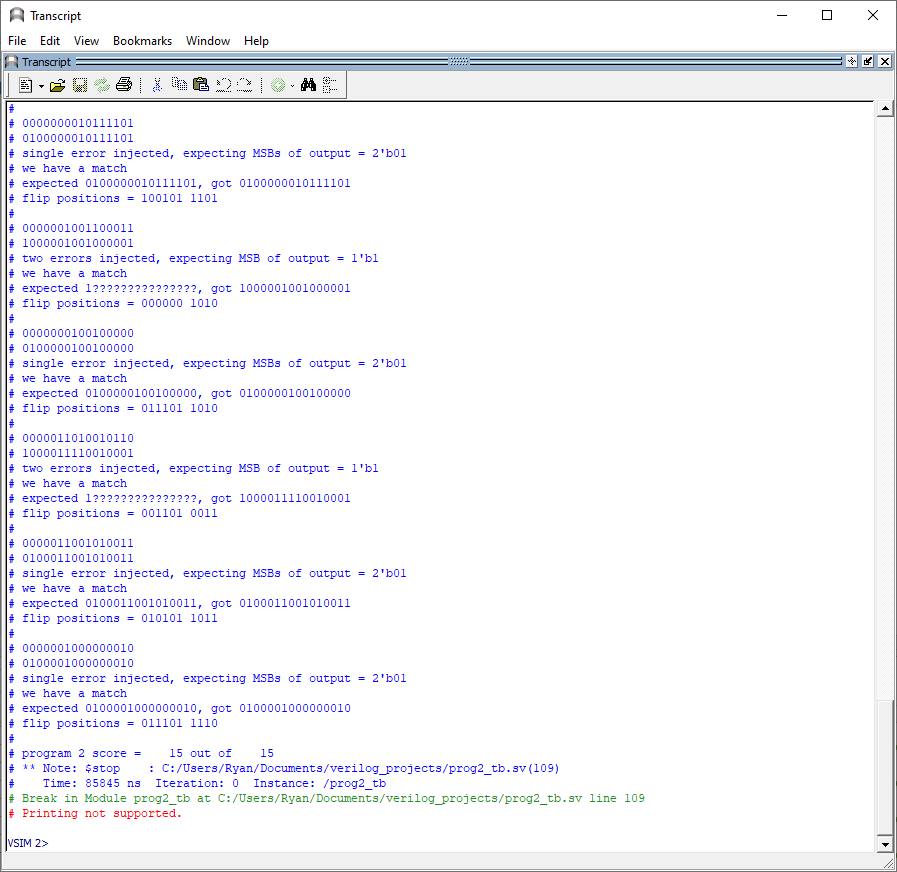 Transcript
File Edit View Bookmarks Window Help
Transcript
#
# 0000000010111101
# 0100000010111101
# single error injected, expecting MSBs of output = 2'b01
# we have a match
# expected 0100000010111101, got 0100000010111101
# flip positions = 100101 1101
#
# 0000001001100011
# 1000001001000001
# two errors injected, expecting MSB of output = 1'b1
# we have a match
# expected 1???????????????, got 1000001001000001
# flip positions = 000000 1010
#
# 0000000100100000
# 0100000100100000
# single error injected, expecting MSBs of output = 2'b01
# we have a match
# expected 0100000100100000, got 0100000100100000
# flip positions = 011101 1010
#
# 0000011010010110
# 1000011110010001
# two errors injected, expecting MSB of output = 1'b1
# we have a match
# expected 1???????????????, got 1000011110010001
# flip positions = 001101 0011
#
# 0000011001010011
# 0100011001010011
# single error injected, expecting MSBs of output = 2'b01
# we have a match
# expected 0100011001010011, got 0100011001010011
# flip positions = 010101 1011
#
# 0000001000000010
# 0100001000000010
# single error injected, expecting MSBs of output = 2'b01
# we have a match
# expected 0100001000000010, got 0100001000000010
# flip positions = 011101 1110
#
# program 2 score =    15 out of    15
# ** Note: $stop    : C:/Users/Ryan/Documents/verilog_projects/prog2_tb.sv(109)
#    Time: 85845 ns  Iteration: 0  Instance: /prog2_tb
# Break in Module prog2_tb at C:/Users/Ryan/Documents/verilog_projects/prog2_tb.sv line 109
# Printing not supported.
VSIM 2>